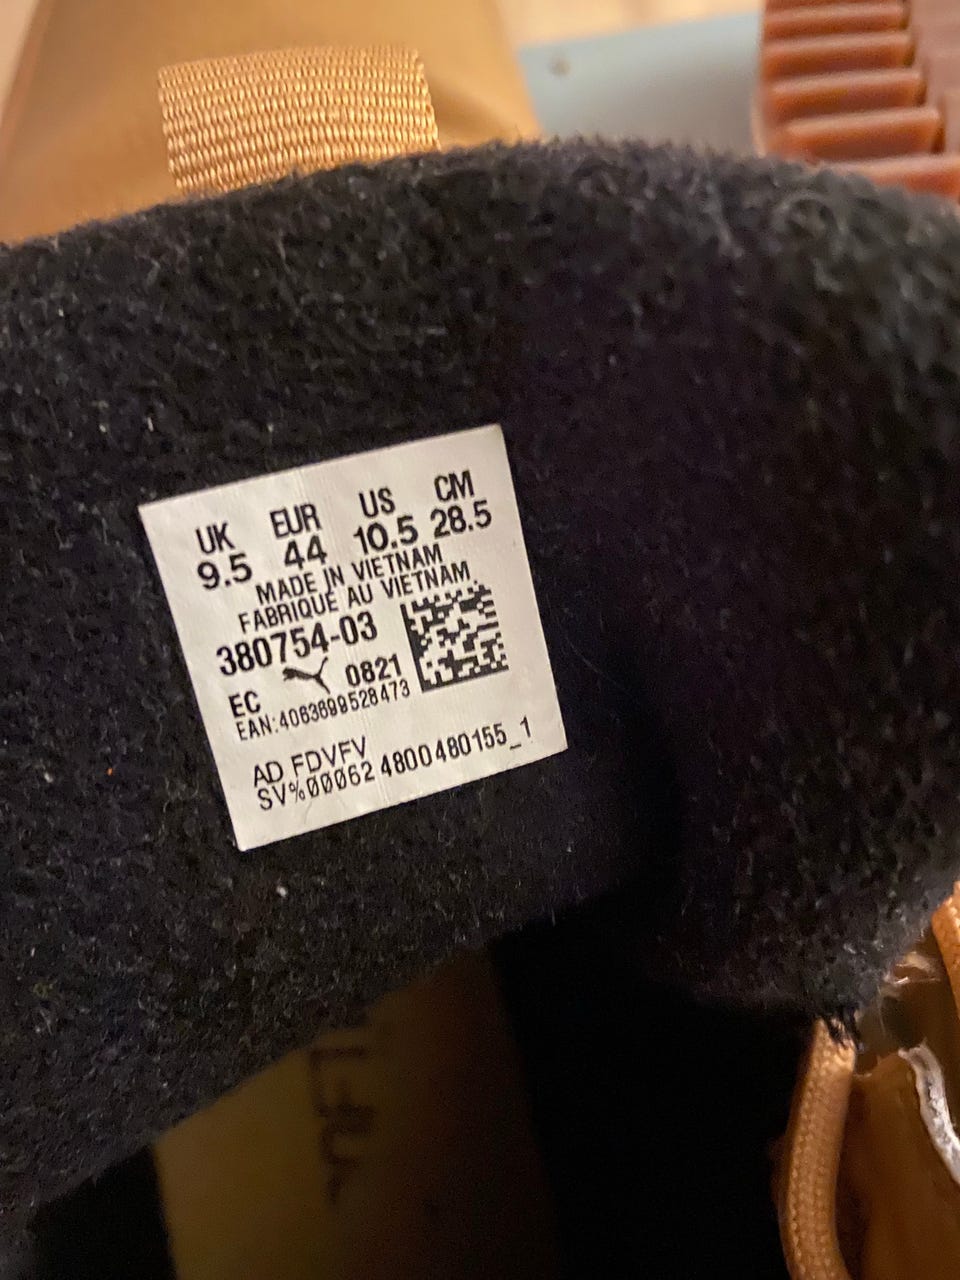 UK EUR US CM
9.5 44 10.5 28.5
MADE IN VIETNAM
FABRIQUÉ AU VIETNAM
380754-03
EC 0821
EAN:4063699528473
AD FDVFV
SV%00062 4800480155_1